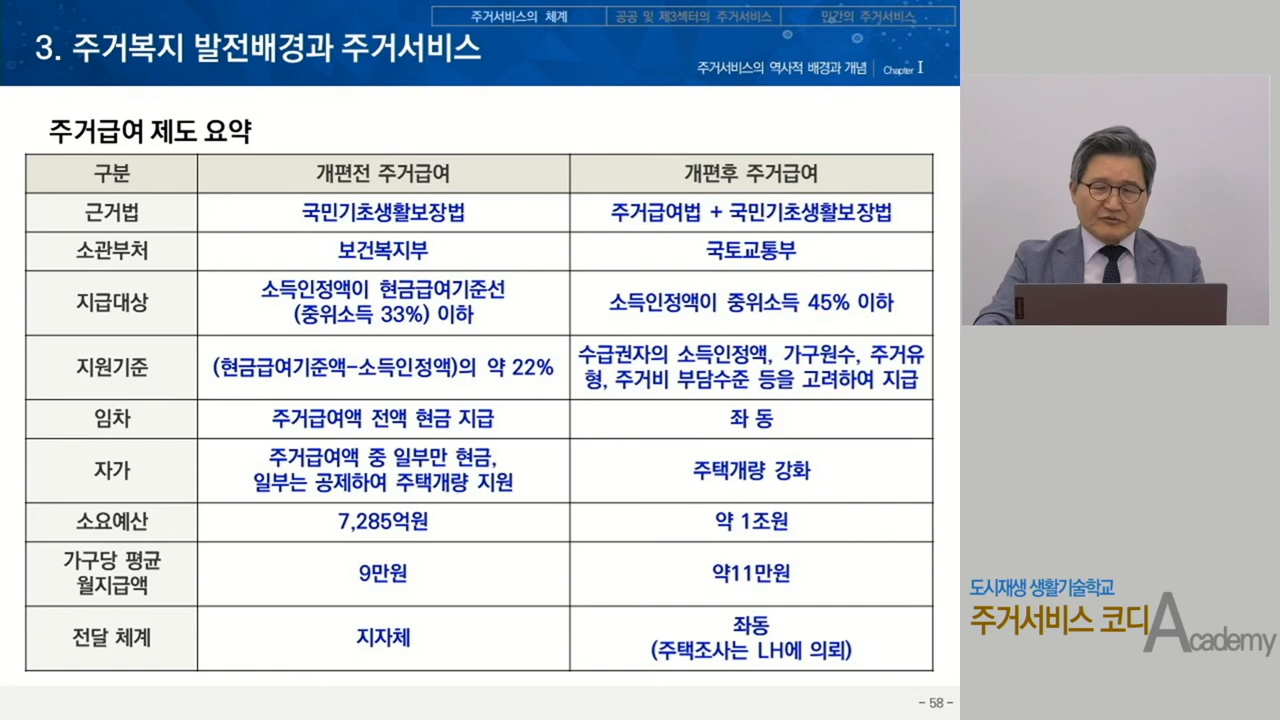 주거서비스의 체계
공공 및 제3섹터의 주거서비스
민간의 주거서비스
3. 주거복지 발전배경과 주거서비스
주거서비스의 역사적 배경과 개념 Chapter I
주거급여 제도 요약
구분
개편전 주거급여
개편후 주거급여
근거법
국민기초생활보장법
주거급여법 + 국민기초생활보장법
소관부처
보건복지부
국토교통부
지급대상
소득인정액이 현금급여기준선
(중위소득 33%) 이하
소득인정액이 중위소득 45% 이하
지원기준
(현금급여기준액-소득인정액)의 약 22%
수급권자의 소득인정액, 가구원수, 주거유
형, 주거비 부담수준 등을 고려하여 지급
임차
주거급여액 전액 현금 지급
좌 동
자가
주거급여액 중 일부만 현금,
일부는 공제하여 주택개량 지원
주택개량 강화
소요예산
7,285억원
약 1조원
가구당 평균
월지급액
9만원
약11만원
전달 체계
지자체
좌동
(주택조사는 LH에 의뢰)
- 58 -
도시재생 생활기술학교
주거서비스 코디
Academy